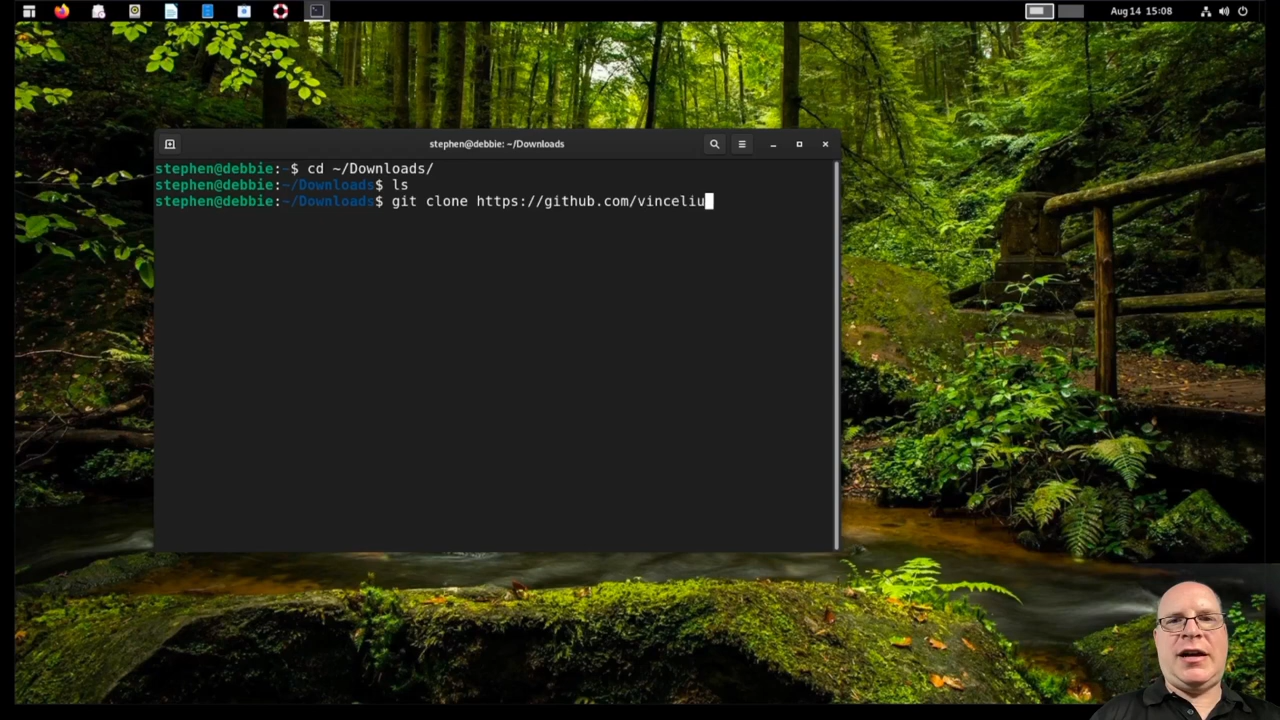 Aug 14 15:08
stephen@debbie: ~/Downloads
stephen@debbie:~$ cd ~/Downloads/
stephen@debbie:~/Downloads$ ls
stephen@debbie:~/Downloads$ git clone https://github.com/vinceliu